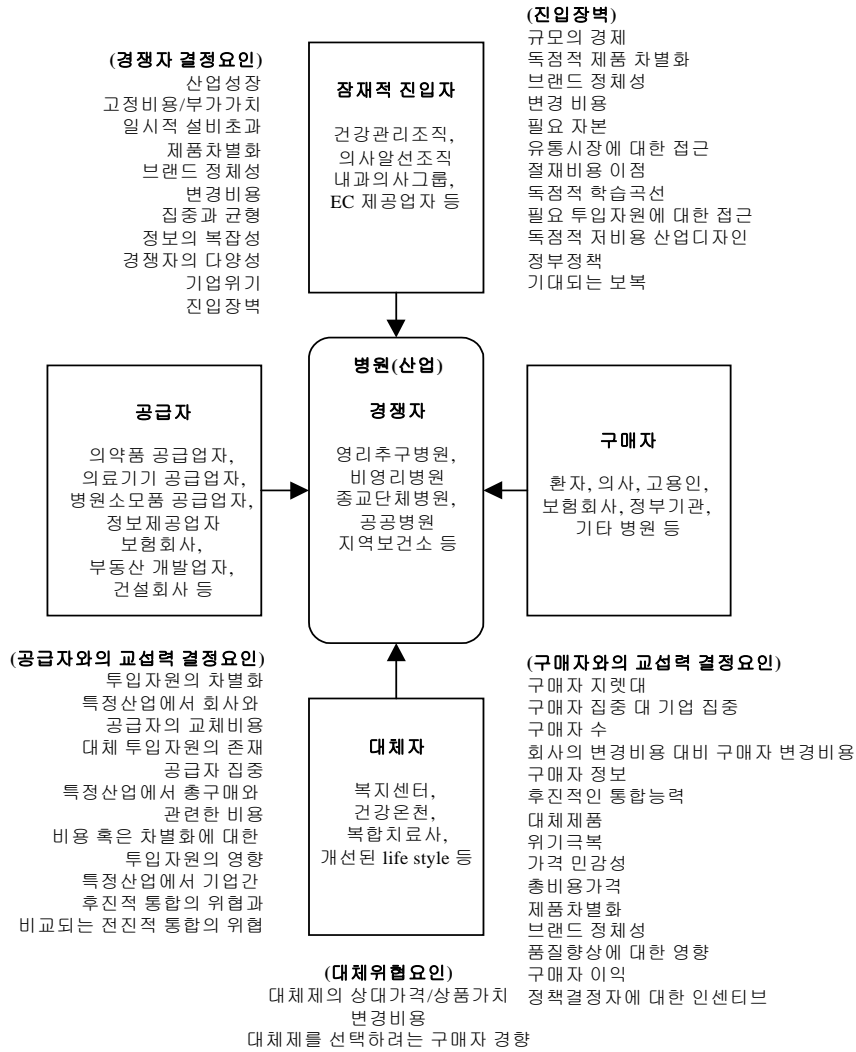 (경쟁자 결정요인)
산업성장
고정비용/부가가치
일시적 설비초과
제품차별화
브랜드 정체성
변경비용
집중과 균형
정보의 복잡성
경쟁자의 다양성
기업위기
진입장벽
잠재적 진입자
건강관리조직,
의사알선조직
내과의사그룹,
EC 제공업자 등
(진입장벽)
규모의 경제
독점적 제품 차별화
브랜드 정체성
변경 비용
필요 자본
유통시장에 대한 접근
절재비용 이점
독점적 학습곡선
필요 투입자원에 대한 접근
독점적 저비용 산업디자인
정부정책
기대되는 보복
공급자
의약품 공급업자,
의료기기 공급업자,
병원소모품 공급업자,
정보제공업자
보험회사,
부동산 개발업자,
건설회사 등
병원(산업)
경쟁자
영리추구병원,
비영리병원
종교단체병원,
공공병원
지역보건소 등
구매자
환자, 의사, 고용인,
보험회사, 정부기관,
기타 병원 등
(공급자와의 교섭력 결정요인)
투입자원의 차별화
특정산업에서 회사와
공급자의 교체비용
대체 투입자원의 존재
공급자 집중
특정산업에서 총구매와
관련한 비용
비용 혹은 차별화에 대한
투입자원의 영향
특정산업에서 기업간
후진적 통합의 위협과
비교되는 전진적 통합의 위협
대체자
복지센터,
건강온천,
복합치료사,
개선된 life style 등
(구매자와의 교섭력 결정요인)
구매자 지렛대
구매자 집중 대 기업 집중
구매자 수
회사의 변경비용 대비 구매자 변경비용
구매자 정보
후진적인 통합능력
대체제품
위기극복
가격 민감성
총비용가격
제품차별화
브랜드 정체성
품질향상에 대한 영향
구매자 이익
정책결정자에 대한 인센티브
(대체위협요인)
대체제의 상대가격/상품가치
변경비용
대체제를 선택하려는 구매자 경향